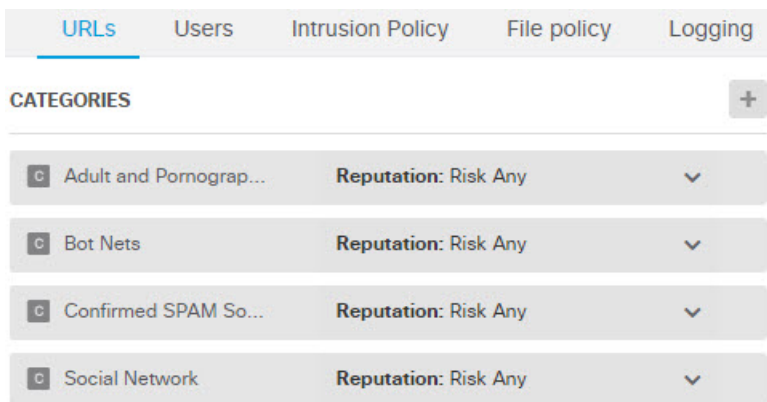 URLs Users Intrusion Policy File policy Logging
CATEGORIES +
C Adult and Pornograp... Reputation: Risk Any
C Bot Nets Reputation: Risk Any
C Confirmed SPAM So... Reputation: Risk Any
C Social Network Reputation: Risk Any